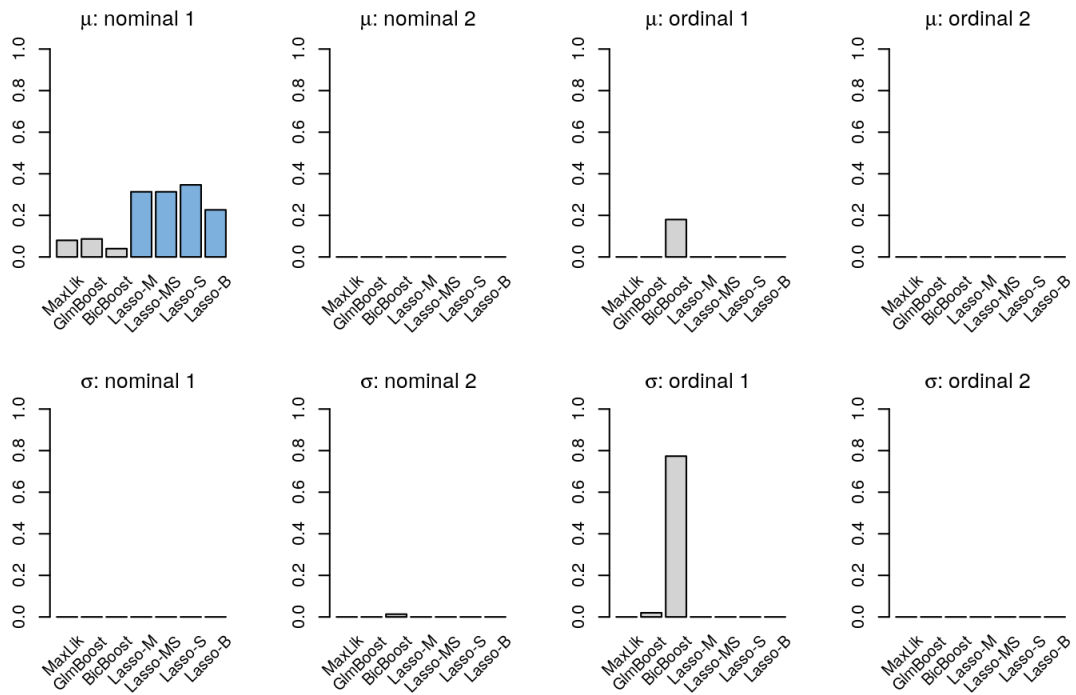 μ: nominal 1
1.0
0.8
0.6
0.4
0.2
0.0
MaxLik
GlmBoost
BicBoost
Lasso-M
Lasso-MS
Lasso-S
Lasso-B
μ: nominal 2
1.0
0.8
0.6
0.4
0.2
0.0
MaxLik
GlmBoost
BicBoost
Lasso-M
Lasso-MS
Lasso-S
Lasso-B
μ: ordinal 1
1.0
0.8
0.6
0.4
0.2
0.0
MaxLik
GlmBoost
BicBoost
Lasso-M
Lasso-MS
Lasso-S
Lasso-B
μ: ordinal 2
1.0
0.8
0.6
0.4
0.2
0.0
MaxLik
GlmBoost
BicBoost
Lasso-M
Lasso-MS
Lasso-S
Lasso-B
σ: nominal 1
1.0
0.8
0.6
0.4
0.2
0.0
MaxLik
GlmBoost
BicBoost
Lasso-M
Lasso-MS
Lasso-S
Lasso-B
σ: nominal 2
1.0
0.8
0.6
0.4
0.2
0.0
MaxLik
GlmBoost
BicBoost
Lasso-M
Lasso-MS
Lasso-S
Lasso-B
σ: ordinal 1
1.0
0.8
0.6
0.4
0.2
0.0
MaxLik
GlmBoost
BicBoost
Lasso-M
Lasso-MS
Lasso-S
Lasso-B
σ: ordinal 2
1.0
0.8
0.6
0.4
0.2
0.0
MaxLik
GlmBoost
BicBoost
Lasso-M
Lasso-MS
Lasso-S
Lasso-B